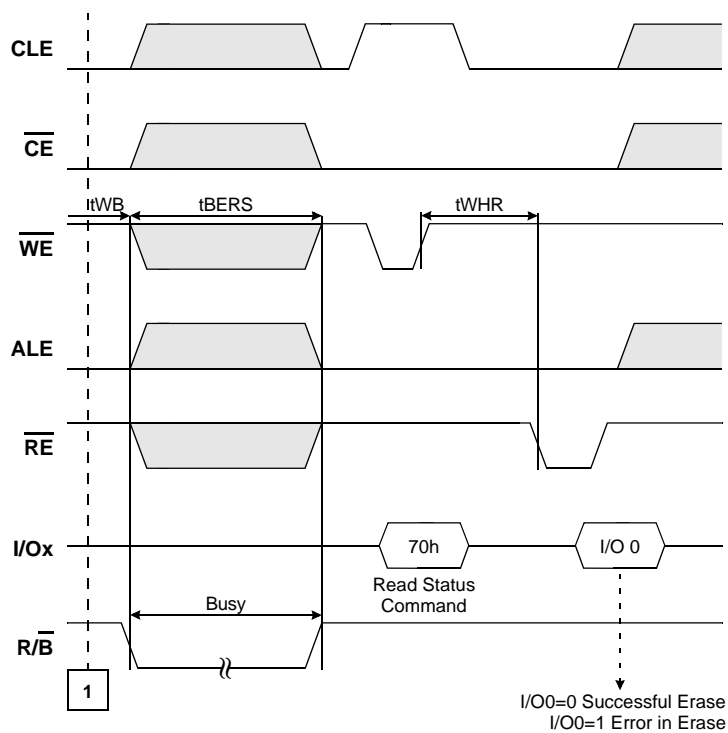 CLE
CE
tWB
tBERS
tWHR
WE
ALE
RE
I/Ox
70h
I/O 0
Read Status
Command
Busy
R/B
1
I/O0=0 Successful Erase
I/O0=1 Error in Erase